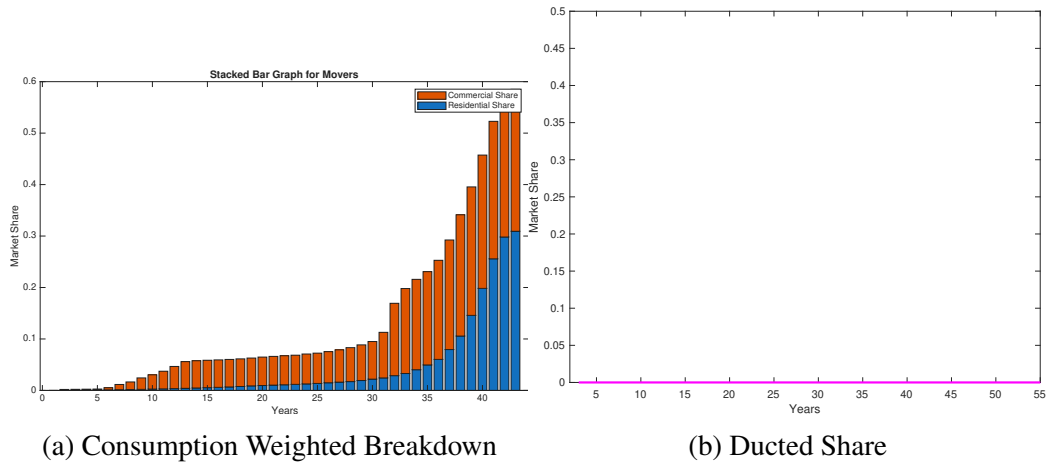 Stacked Bar Graph for Movers
Commercial Share
Residential Share
Market Share
0.6
0.5
0.4
0.3
0.2
0.1
0
0 5 10 15 20 25 30 35 40
Years
(a) Consumption Weighted Breakdown
Market Share
0.5
0.45
0.4
0.35
0.3
0.25
0.2
0.15
0.1
0.05
0
5 10 15 20 25 30 35 40 45 50 55
Years
(b) Ducted Share